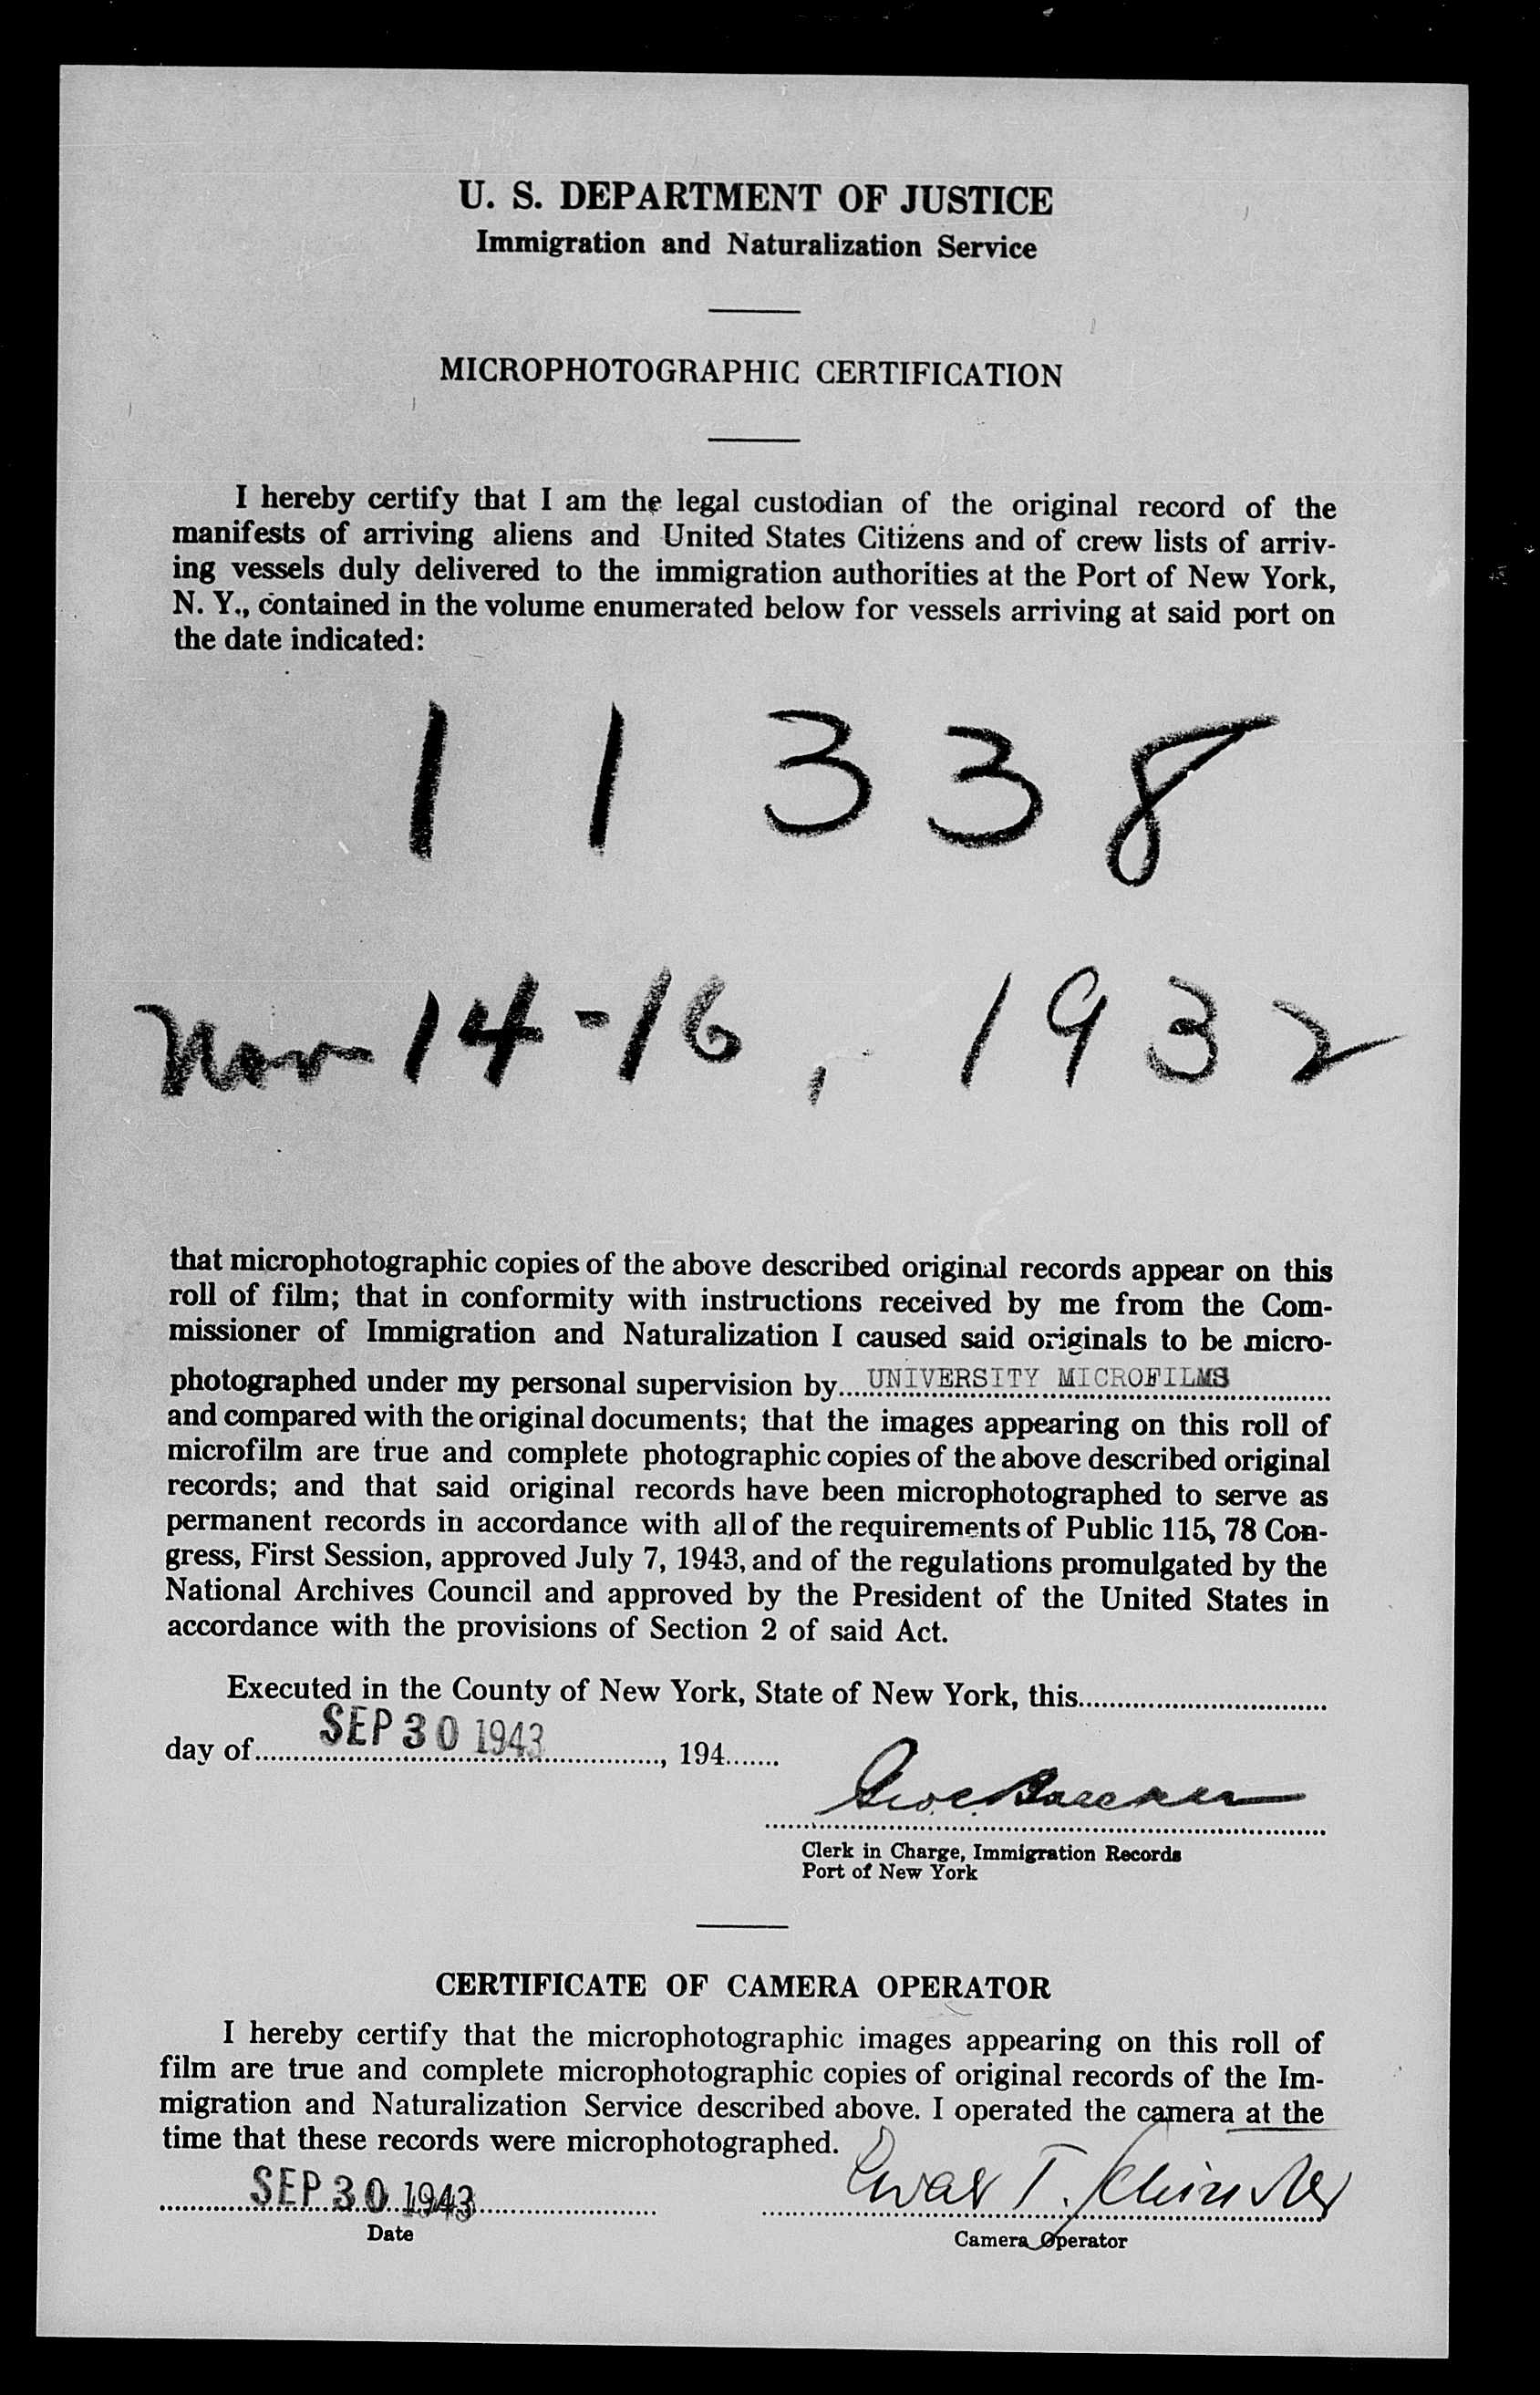 U. S. DEPARTMENT OF JUSTICE
Immigration and Naturalization Service
MICROPHOTOGRAPHIC CERTIFICATION
I hereby certify that I am the legal custodian of the original record of the
manifests of arriving aliens and United States Citizens and of crew lists of arriv-
ing vessels duly delivered to the immigration authorities at the Port of New York,
N. Y., contained in the volume enumerated below for vessels arriving at said port on
the date indicated:
11338
Nov 14-16, 1932
that microphotographic copies of the above described original records appear on this
roll of film; that in conformity with instructions received by me from the Com-
missioner of Immigration and Naturalization I caused said originals to be micro-
photographed under my personal supervision by....UNIVERSITY MICROFILMS
and compared with the original documents; that the images appearing on this roll of
microfilm are true and complete photographic copies of the above described original
records; and that said original records have been microphotographed to serve as
permanent records in accordance with all of the requirements of Public 115, 78 Con-
gress, First Session, approved July 7, 1943, and of the regulations promulgated by the
National Archives Council and approved by the President of the United States in
accordance with the provisions of Section 2 of said Act.
Executed in the County of New York, State of New York, this
day of SEP 30 1943, 194
Clerk in Charge, Immigration Records
Port of New York
CERTIFICATE OF CAMERA OPERATOR
I hereby certify that the microphotographic images appearing on this roll of
film are true and complete microphotographic copies of original records of the Im-
migration and Naturalization Service described above. I operated the camera at the
time that these records were microphotographed.
SEP 30 1943
Date
Camera Operator